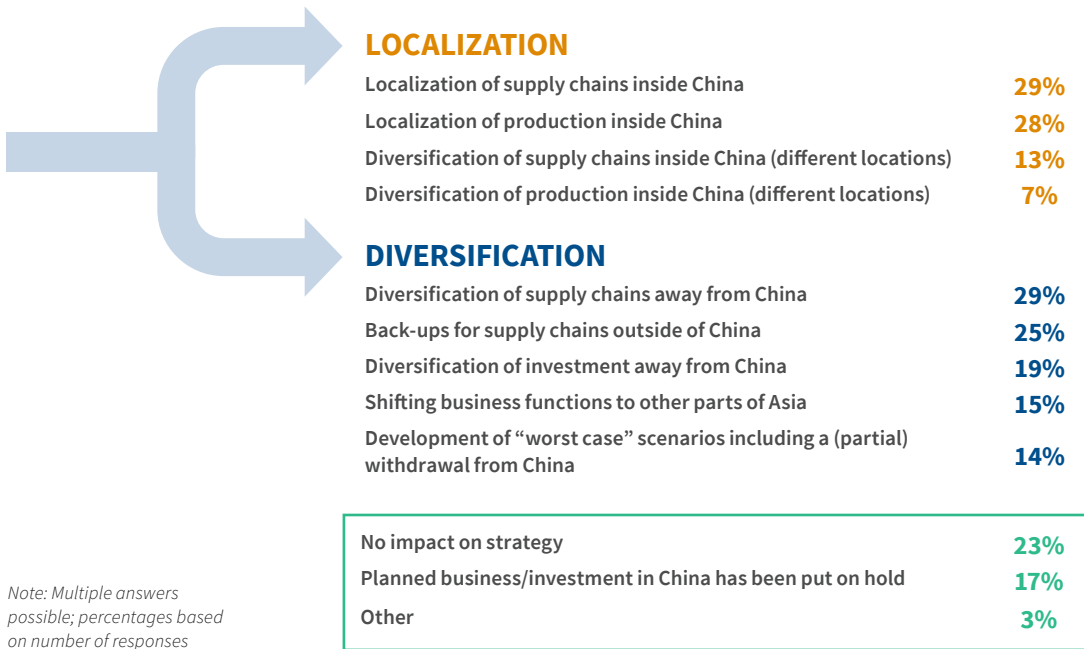 LOCALIZATION
Localization of supply chains inside China 29%
Localization of production inside China 28%
Diversification of supply chains inside China (different locations) 13%
Diversification of production inside China (different locations) 7%
DIVERSIFICATION
Diversification of supply chains away from China 29%
Back-ups for supply chains outside of China 25%
Diversification of investment away from China 19%
Shifting business functions to other parts of Asia 15%
Development of “worst case” scenarios including a (partial)
withdrawal from China 14%
No impact on strategy 23%
Planned business/investment in China has been put on hold 17%
Other 3%
Note: Multiple answers
possible; percentages based
on number of responses